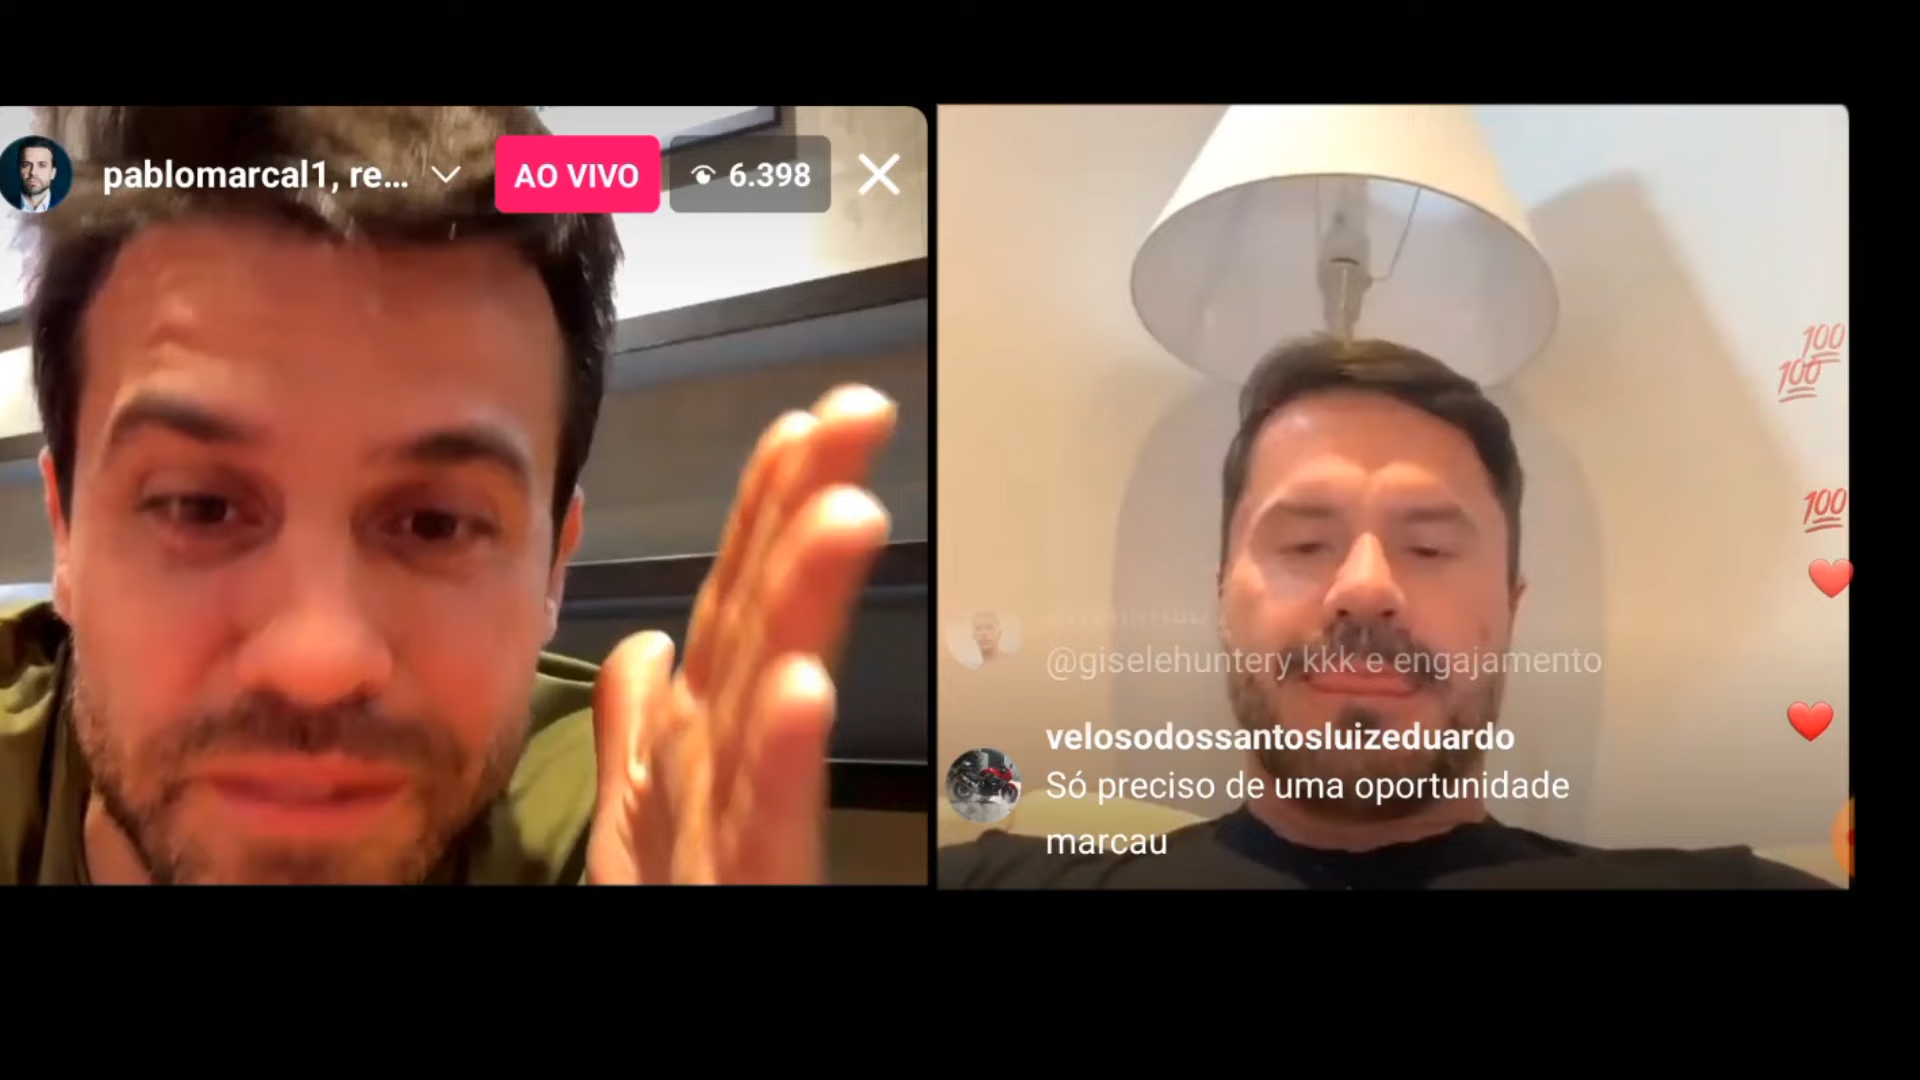 pablomarcal1, re...
AO VIVO
6.398
100
100
100
@giselehuntery kkk e engajamento
velosodossantosluizeduardo
Só preciso de uma oportunidade
marcau